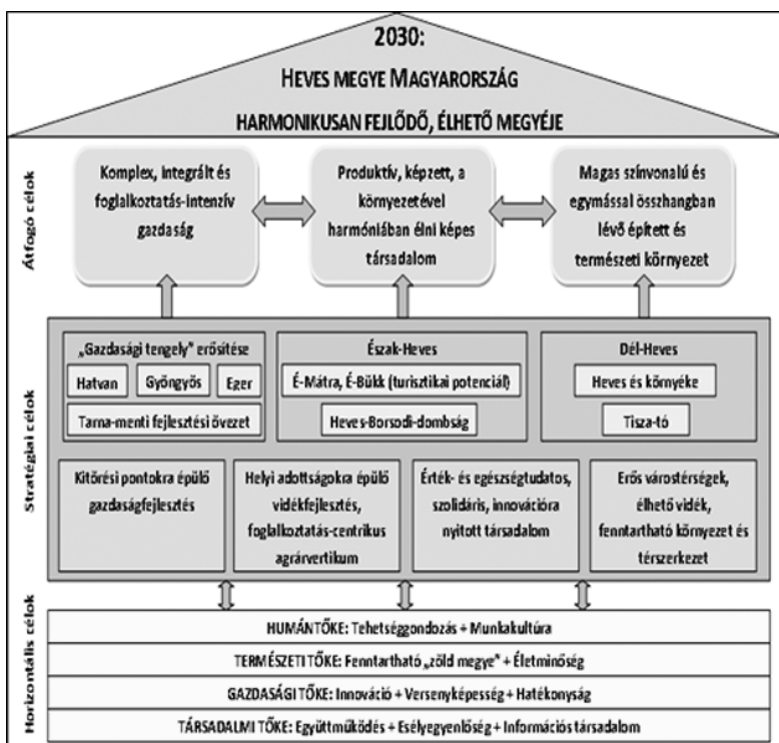 2030:
HEVES MEGYE MAGYARORSZÁG
HARMONIKUSAN FEJLŐDŐ, ÉLHETŐ MEGYÉJE
Átfogó célok
Komplex, integrált és
foglalkoztatás-intenzív
gazdaság
Produktív, képzett, a
környezetével
harmóniában élni képes
társadalom
Magas színvonalú és
egymással összhangban
lévő épített és
természeti környezet
Stratégiai célok
„Gazdasági tengely” erősítése
Hatvan
Gyöngyös
Eger
Tarna-menti fejlesztési övezet
Észak-Heves
É-Mátra, É-Bükk (turisztikai potenciál)
Heves-Borsodi-dombság
Dél-Heves
Heves és környéke
Tisza-tó
Kitörési pontokra épülő
gazdaságfejlesztés
Helyi adottságokra épülő
vidékfejlesztés,
foglalkoztatás-centrikus
agrárvertikum
Érték- és egészségtudatos,
szolidáris, innovációra
nyitott társadalom
Erős várostérségek,
élhető vidék,
fenntartható környezet és
térszerkezet
Horizontális célok
HUMÁNTŐKE: Tehetséggondozás + Munkakultúra
TERMÉSZETI TŐKE: Fenntartható „zöld megye” + Életminőség
GAZDASÁGI TŐKE: Innováció + Versenyképesség + Hatékonyság
TÁRSADALMI TŐKE: Együttműködés + Esélyegyenlőség + Információs társadalom